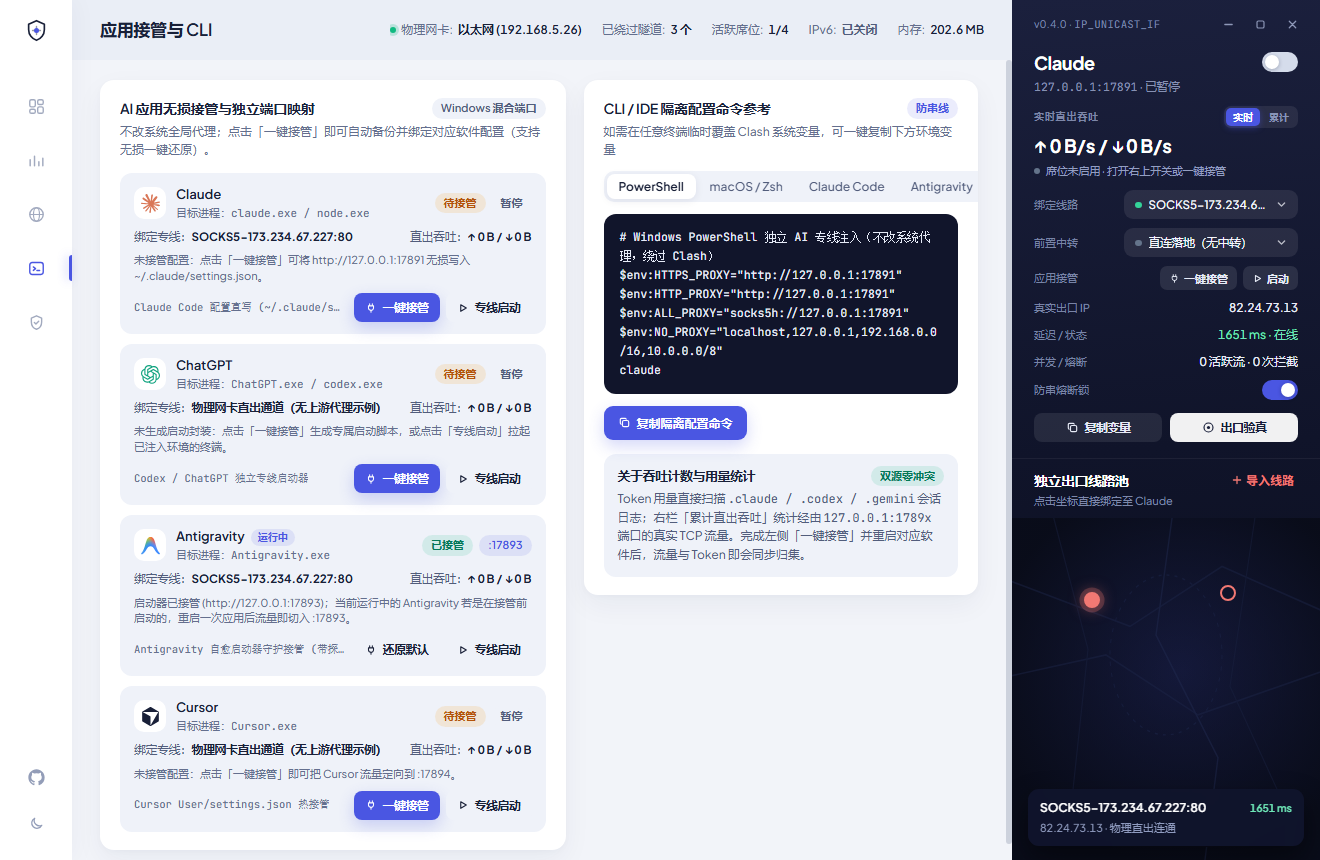 应用接管与 CLI
物理网卡: 以太网 (192.168.5.26) 已绕过隧道: 3 个 活跃席位: 1/4 IPv6: 已关闭 内存: 202.6 MB
AI 应用无损接管与独立端口映射
Windows 混合端口
不改系统全局代理；点击「一键接管」即可自动备份并绑定对应软件配置（支持
无损一键还原）。
Claude
待接管 暂停
目标进程: claude.exe / node.exe
绑定专线: SOCKS5-173.234.67.227:80
直出吞吐: ↑ 0 B / ↓ 0 B
未接管配置：点击「一键接管」可将 http://127.0.0.1:17891 无损写入
~/.claude/settings.json。
Claude Code 配置直写 (~/.claude/s…
一键接管
专线启动
ChatGPT
待接管 暂停
目标进程: ChatGPT.exe / codex.exe
绑定专线: 物理网卡直出通道（无上游代理示例）
直出吞吐: ↑ 0 B / ↓ 0 B
未生成启动封装：点击「一键接管」生成专属启动脚本，或点击「专线启动」拉起
已注入环境的终端。
Codex / ChatGPT 独立专线启动器
一键接管
专线启动
Antigravity 运行中
已接管 :17893
目标进程: Antigravity.exe
绑定专线: SOCKS5-173.234.67.227:80
直出吞吐: ↑ 0 B / ↓ 0 B
启动器已接管 (http://127.0.0.1:17893)；当前运行中的 Antigravity 若是在接管前
启动的，重启一次应用后流量即切入 :17893。
Antigravity 自愈启动器守护接管 (带探…
还原默认
专线启动
Cursor
待接管 暂停
目标进程: Cursor.exe
绑定专线: 物理网卡直出通道（无上游代理示例）
直出吞吐: ↑ 0 B / ↓ 0 B
未接管配置：点击「一键接管」即可把 Cursor 流量定向到 :17894。
Cursor User/settings.json 热接管
一键接管
专线启动
CLI / IDE 隔离配置命令参考
防串线
如需在任意终端临时覆盖 Clash 系统变量，可一键复制下方环境变
量
PowerShell macOS / Zsh Claude Code Antigravity
# Windows PowerShell 独立 AI 专线注入（不改系统代
理，绕过 Clash）
$env:HTTPS_PROXY="http://127.0.0.1:17891"
$env:HTTP_PROXY="http://127.0.0.1:17891"
$env:ALL_PROXY="socks5h://127.0.0.1:17891"
$env:NO_PROXY="localhost,127.0.0.1,192.168.0.0
/16,10.0.0.0/8"
claude
复制隔离配置命令
关于吞吐计数与用量统计
双源零冲突
Token 用量直接扫描 .claude / .codex / .gemini 会话
日志；右栏「累计直出吞吐」统计经由 127.0.0.1:1789x
端口的真实 TCP 流量。完成左侧「一键接管」并重启对应软
件后，流量与 Token 即会同步归集。
v0.4.0 · IP_UNICAST_IF
Claude
127.0.0.1:17891 · 已暂停
实时直出吞吐
实时 累计
↑ 0 B/s / ↓ 0 B/s
席位未启用 · 打开右上开关或一键接管
绑定线路 SOCKS5-173.234.6…
前置中转 直连落地（无中转）
应用接管 一键接管 启动
真实出口 IP 82.24.73.13
延迟 / 状态 1651 ms · 在线
并发 / 熔断 0 活跃流 · 0 次拦截
防串熔断锁
复制变量 出口验真
独立出口线路池
+ 导入线路
点击坐标直接绑定至 Claude
SOCKS5-173.234.67.227:80 1651 ms
82.24.73.13 · 物理直出连通